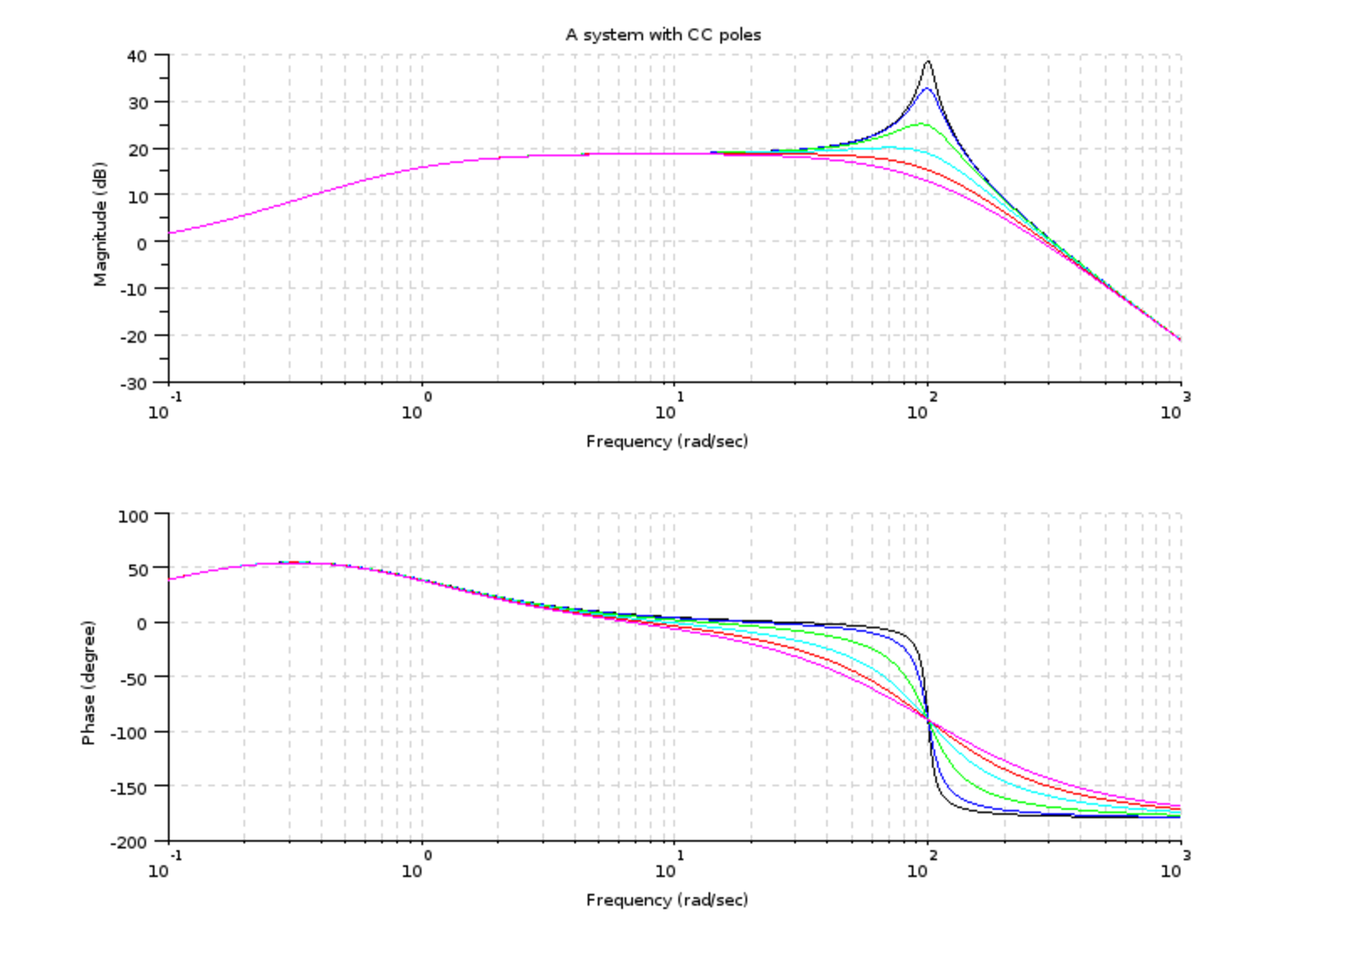 A system with CC poles
40
30
20
10
0
-10
-20
-30
Magnitude (dB)
10^-1 10^0 10^1 10^2 10^3
Frequency (rad/sec)
100
50
0
-50
-100
-150
-200
Phase (degree)
10^-1 10^0 10^1 10^2 10^3
Frequency (rad/sec)